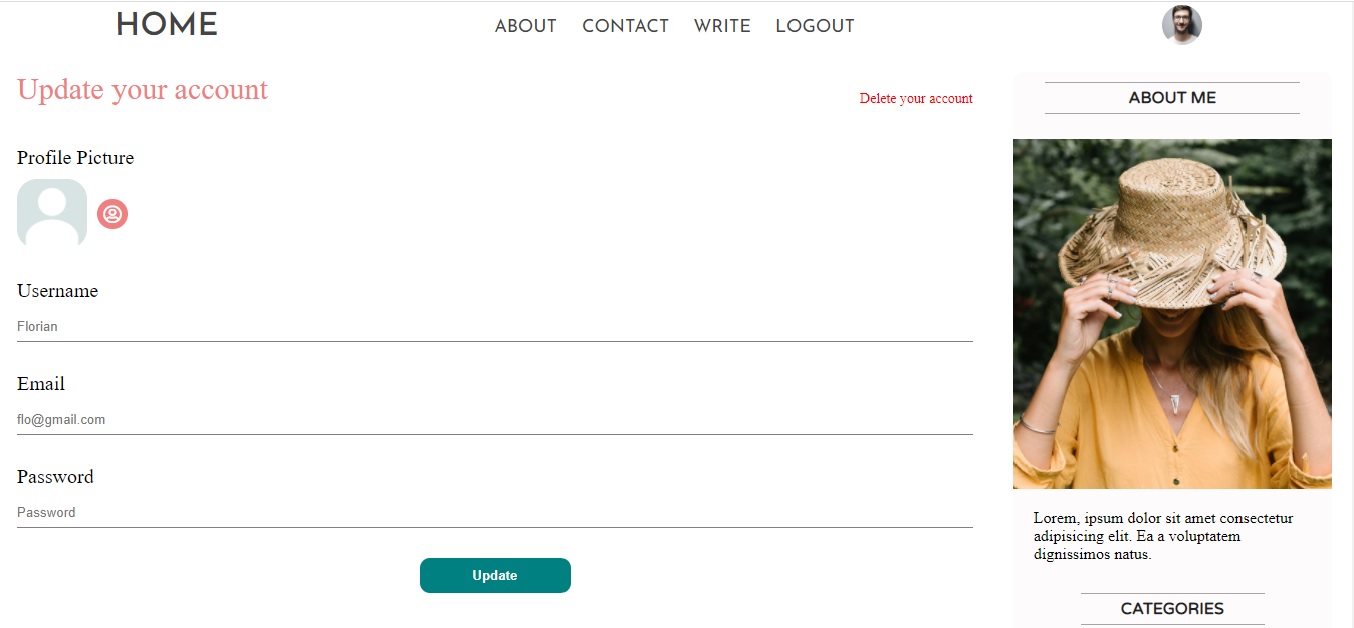 HOME
ABOUT CONTACT WRITE LOGOUT
Update your account
Delete your account
Profile Picture
Username
Florian
Email
flo@gmail.com
Password
Password
Update
ABOUT ME
Lorem, ipsum dolor sit amet consectetur
adipisicing elit. Ea a voluptatem
dignissimos natus.
CATEGORIES